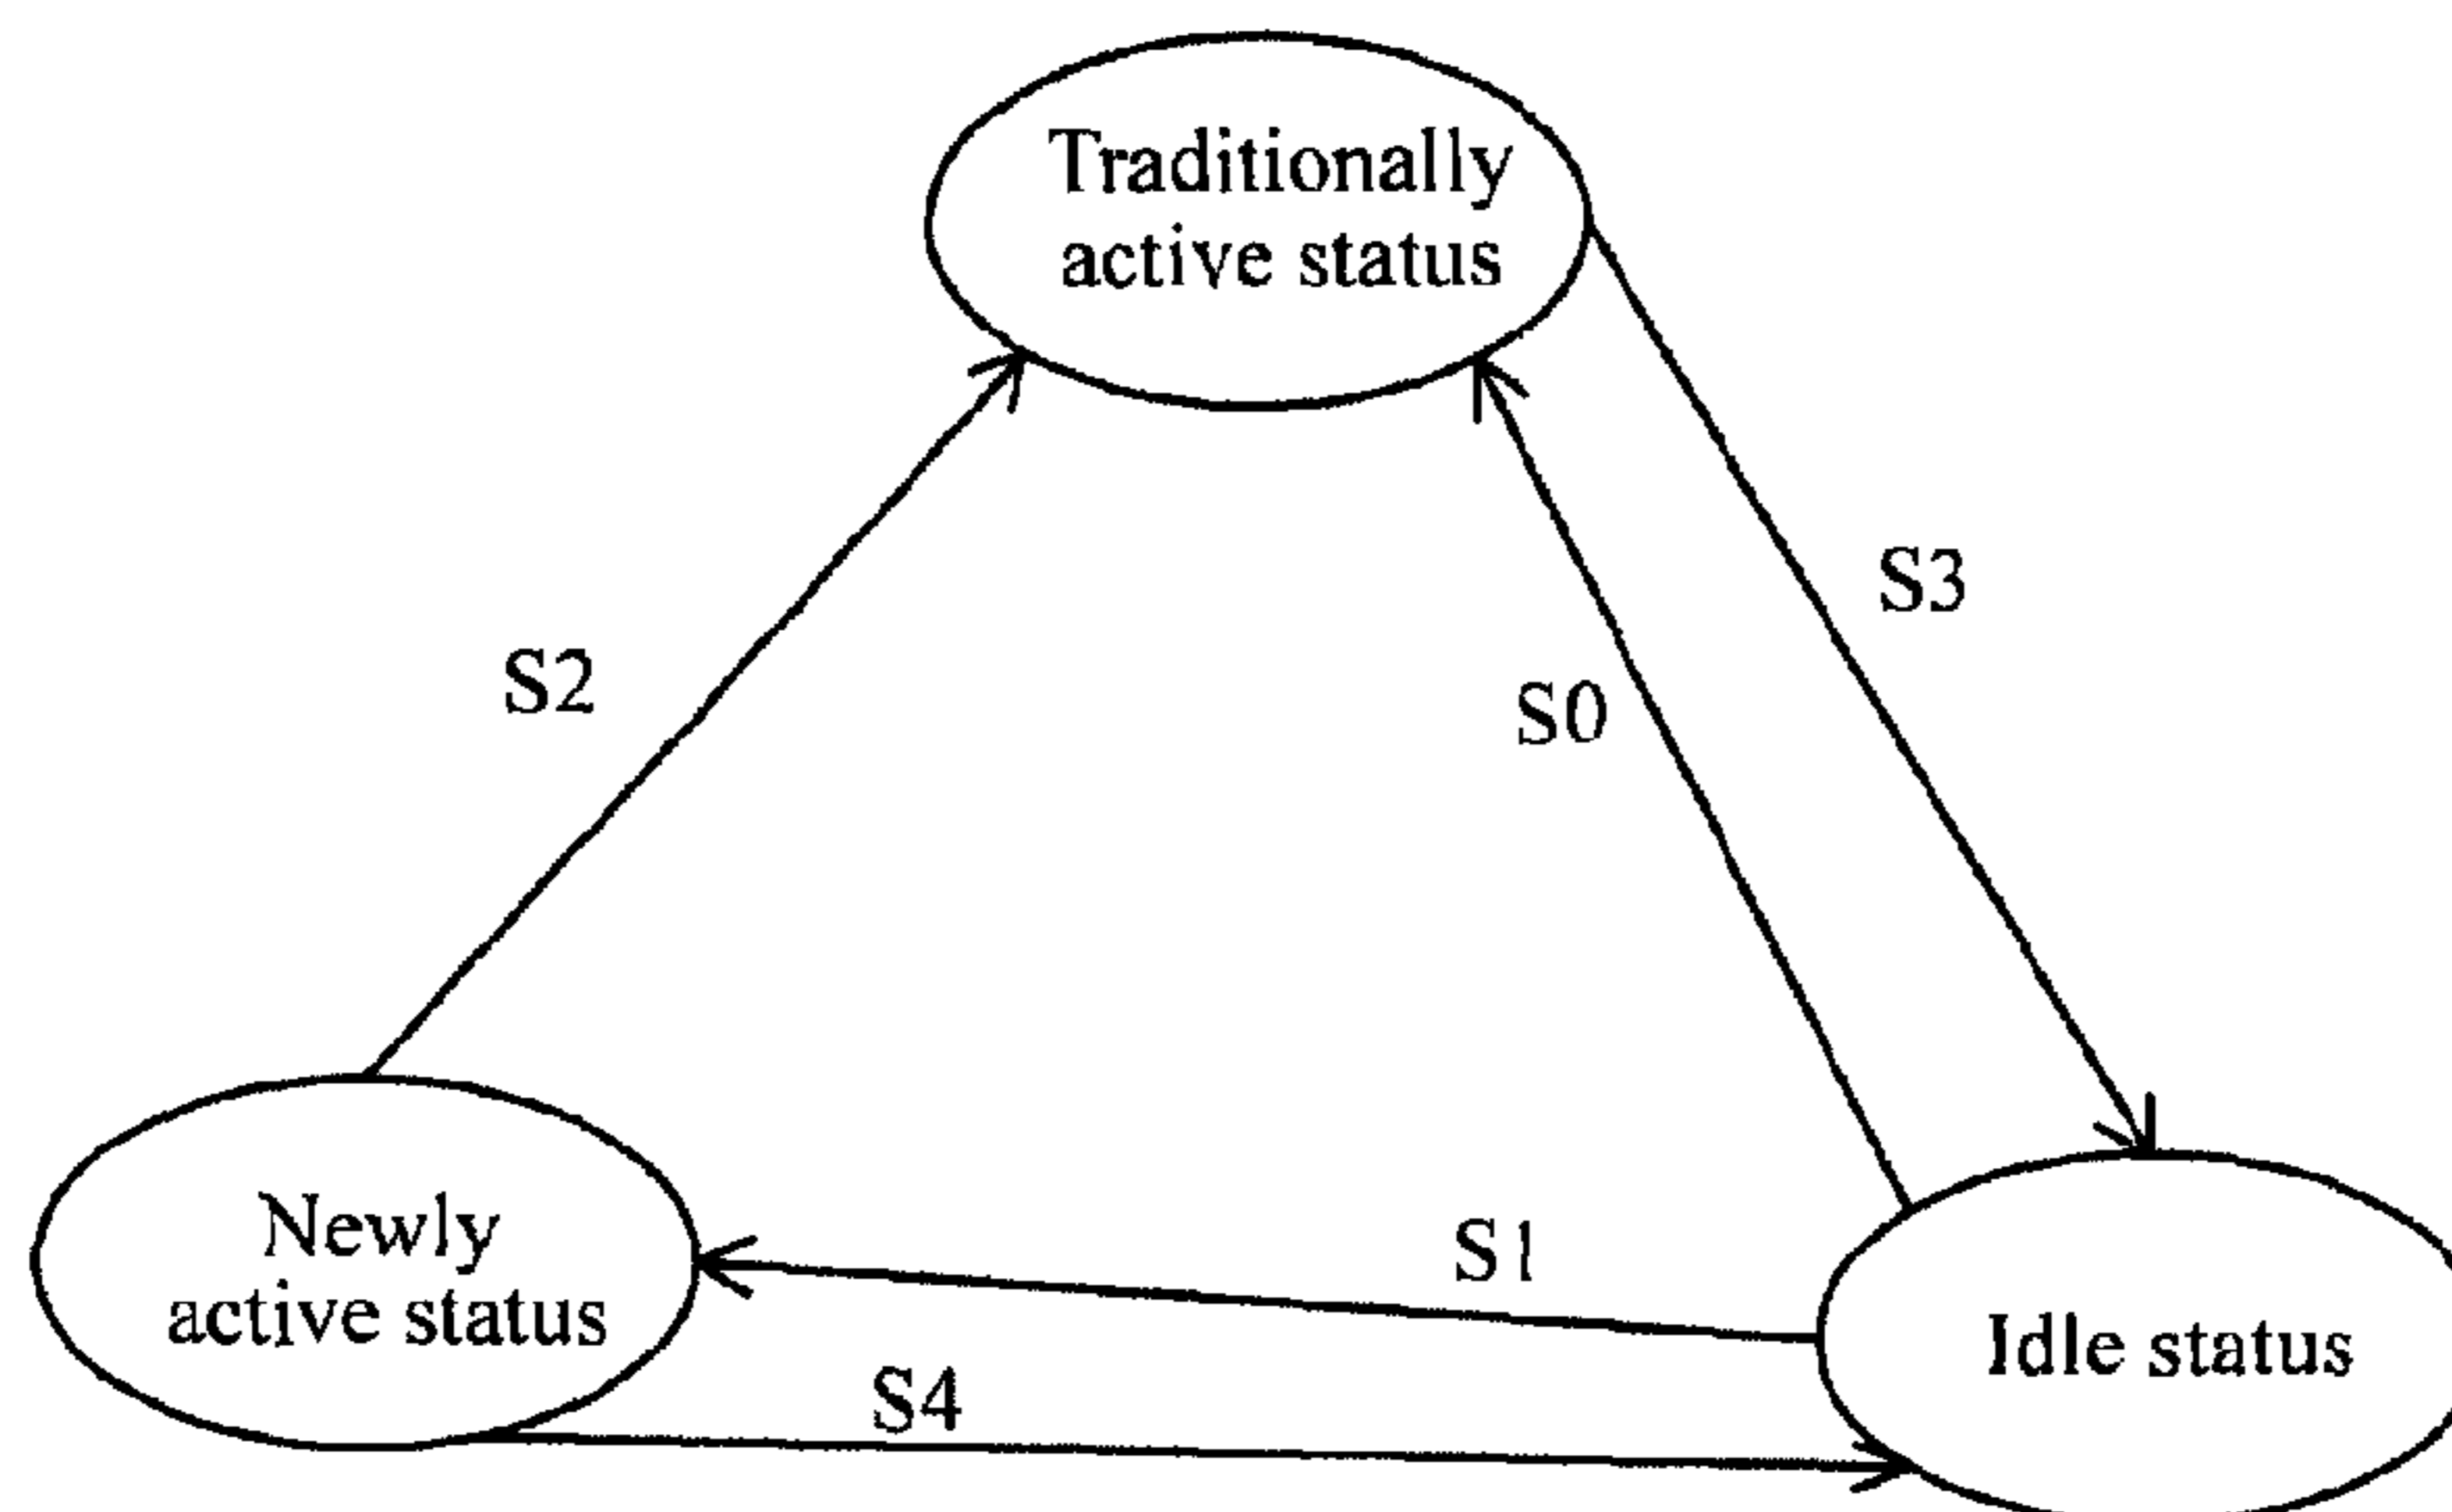 Traditionally
active status
S3
S2
S0
Newly
active status
S1
Idle status
S4